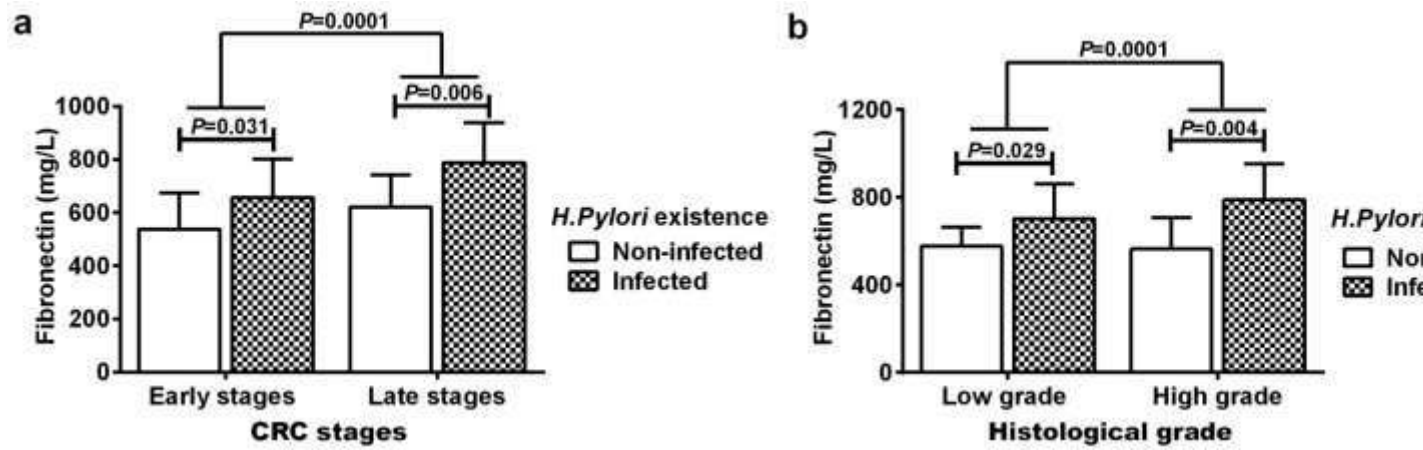 a
P=0.0001
P=0.006
P=0.031
1000
800
600
400
200
0
Fibronectin (mg/L)
Early stages
Late stages
CRC stages
H.Pylori existence
Non-infected
Infected
b
P=0.0001
P=0.004
P=0.029
1200
800
400
0
Fibronectin (mg/L)
Low grade
High grade
Histological grade
H.Pylori